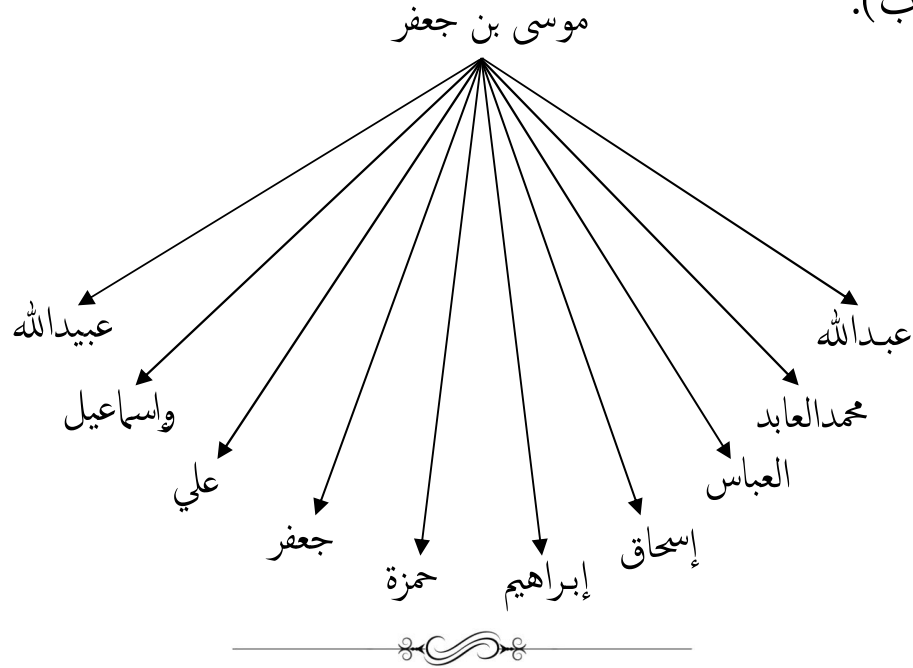 ب).
موسى بن جعفر
عبدالله
عبيدالله
محمدالعابد
وإسماعيل
العباس
علي
إسحاق
جعفر
إبراهيم
حمزة